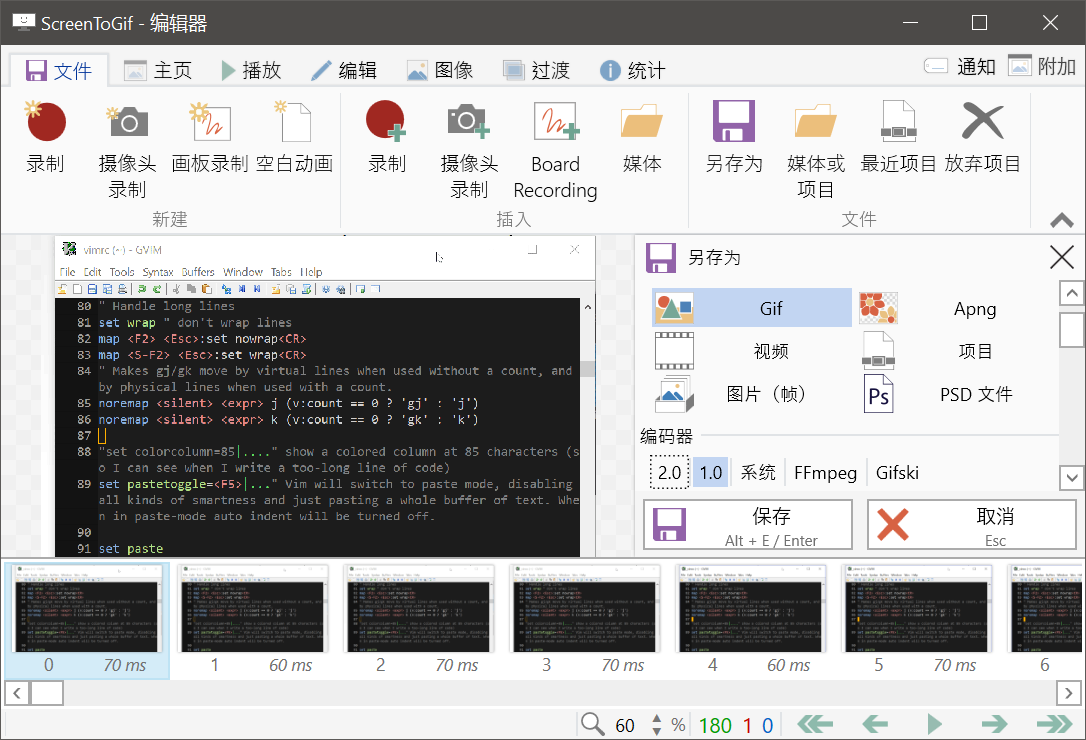 ScreenToGif - 编辑器
文件 主页 播放 编辑 图像 过渡 统计 通知 附加
录制 摄像头录制 画板录制 空白动画
新建
录制 摄像头录制 Board Recording 媒体
插入
另存为 媒体或项目 最近项目 放弃项目
文件
vimrc (~) - GVIM
File Edit Tools Syntax Buffers Window Tabs Help
80 " Handle long lines
81 set wrap " don't wrap lines
82 map <F2> <Esc>:set nowrap<CR>
83 map <S-F2> <Esc>:set wrap<CR>
84 " Makes gj/gk move by virtual lines when used without a count, and
by physical lines when used with a count.
85 noremap <silent> <expr> j (v:count == 0 ? 'gj' : 'j')
86 noremap <silent> <expr> k (v:count == 0 ? 'gk' : 'k')
87
88 "set colorcolumn=85|...." show a colored column at 85 characters (s
o I can see when I write a too-long line of code)
89 set pastetoggle=<F5>|..." Vim will switch to paste mode, disabling
all kinds of smartness and just pasting a whole buffer of text. Whe
n in paste-mode auto indent will be turned off.
90
91 set paste
另存为
Gif Apng
视频 项目
图片（帧） Ps PSD 文件
编码器
2.0 1.0 系统 FFmpeg Gifski
保存 取消
Alt + E / Enter Esc
0 70 ms 1 60 ms 2 70 ms 3 70 ms 4 60 ms 5 70 ms 6
60 % 180 1 0